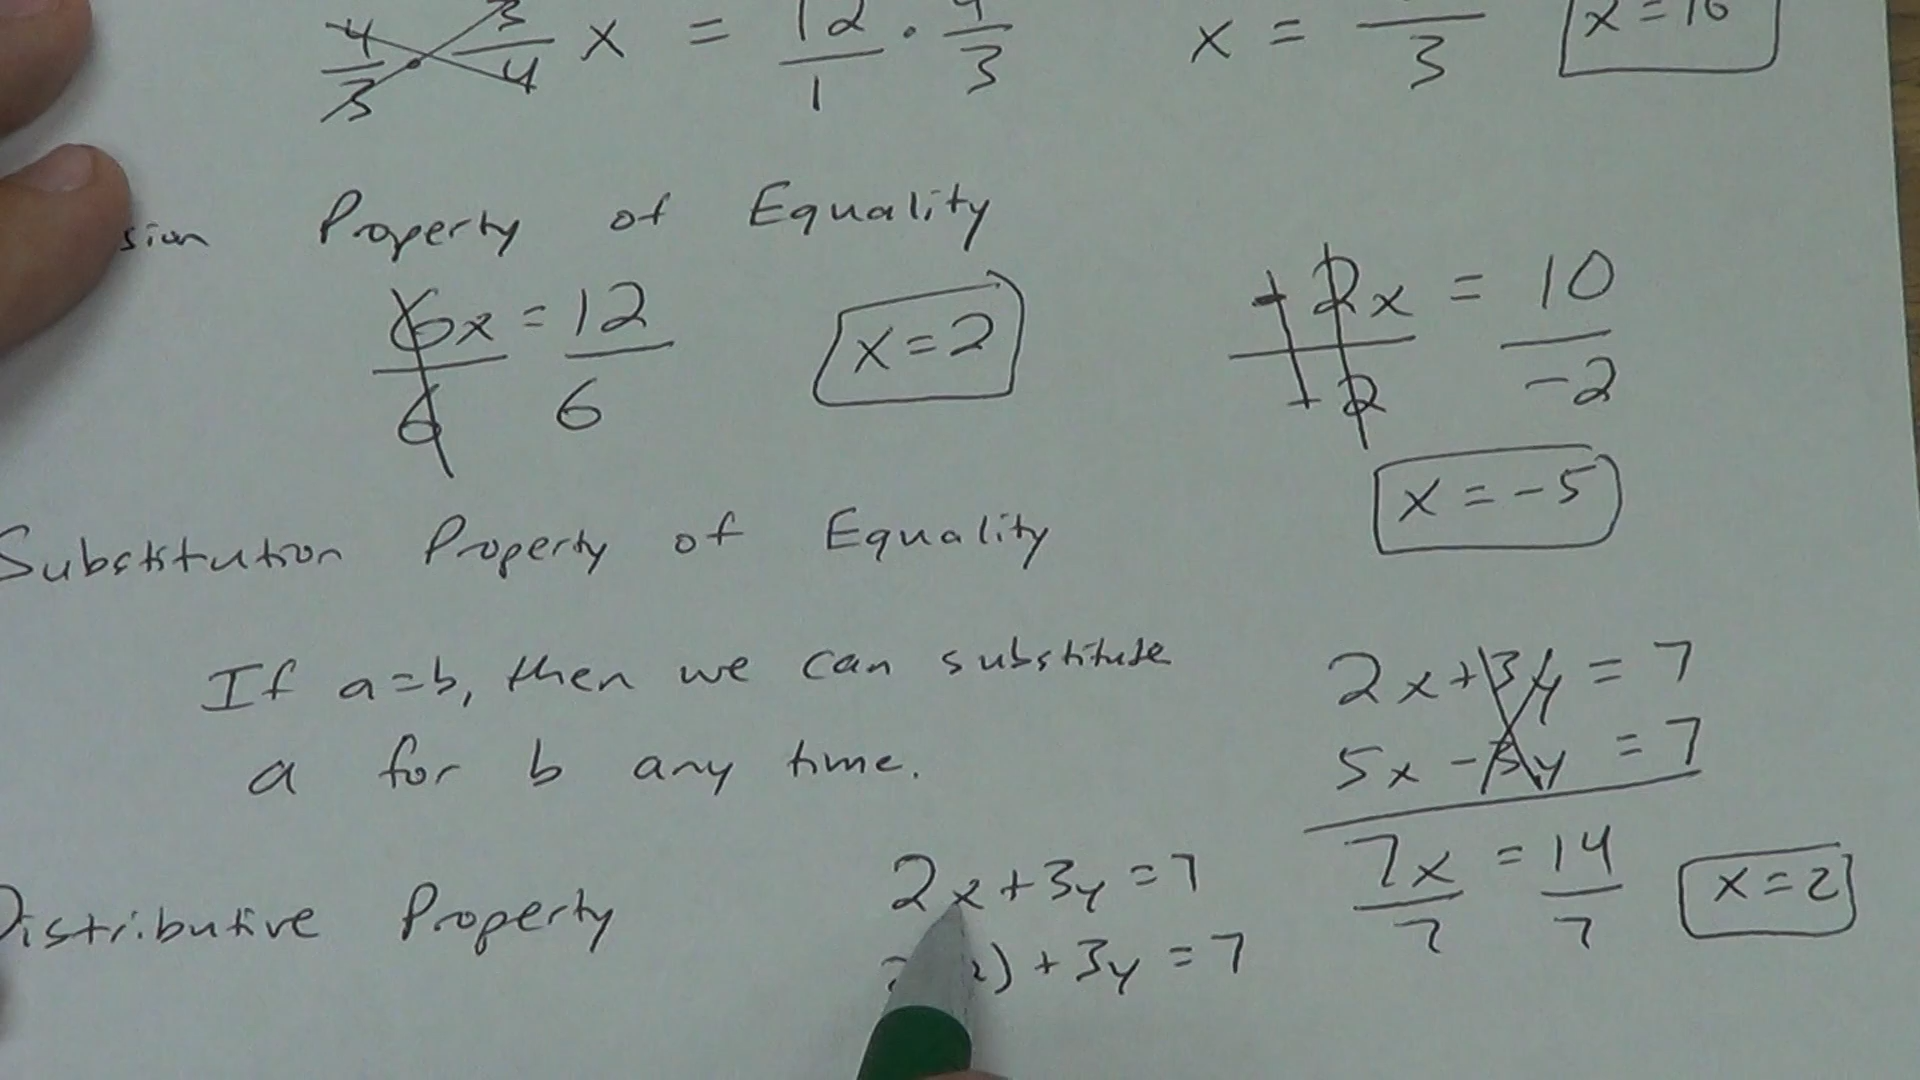 4/3 · 3/4 x = 12/1 · 4/3
x = /3
x = 16
sion Property of Equality
6x/6 = 12/6
x = 2
-2x/-2 = 10/-2
x = -5
Substitution Property of Equality
If a=b, then we can substitute
a for b any time.
2x+3y = 7
5x-3y = 7
7x/7 = 14/7
x = 2
Distributive Property
2x+3y=7
2) + 3y = 7